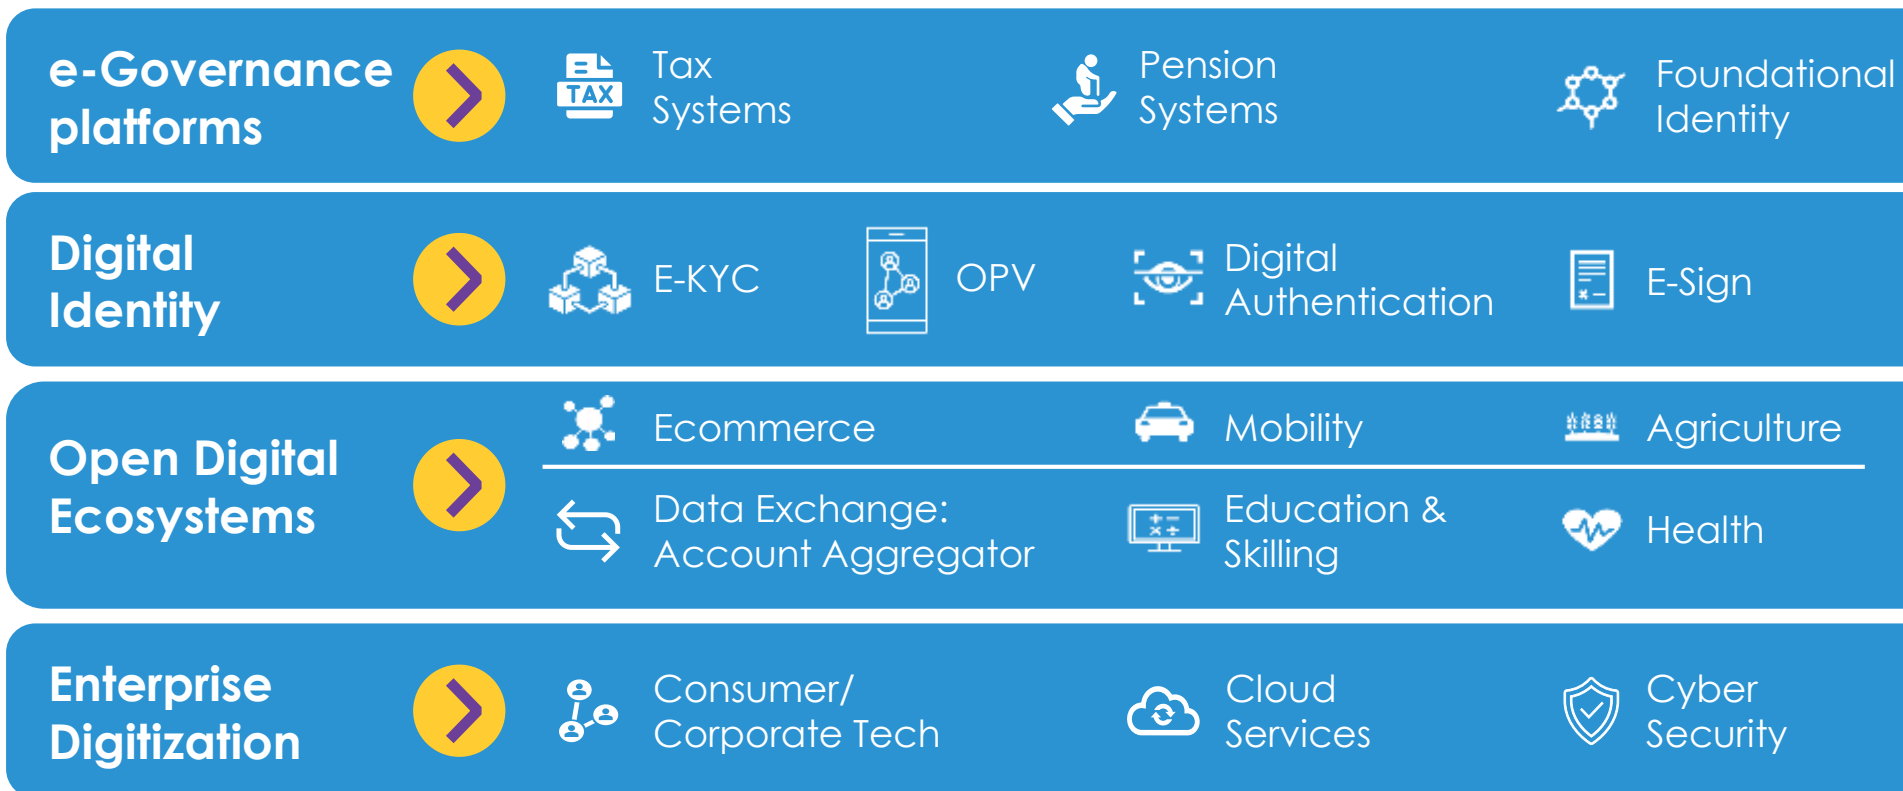 e-Governance
platforms
TAX
Tax
Systems
Pension
Systems
Foundational
Identity
Digital
Identity
E-KYC
OPV
Digital
Authentication
E-Sign
Open Digital
Ecosystems
Ecommerce
Mobility
Agriculture
Data Exchange:
Account Aggregator
Education &
Skilling
Health
Enterprise
Digitization
Consumer/
Corporate Tech
Cloud
Services
Cyber
Security